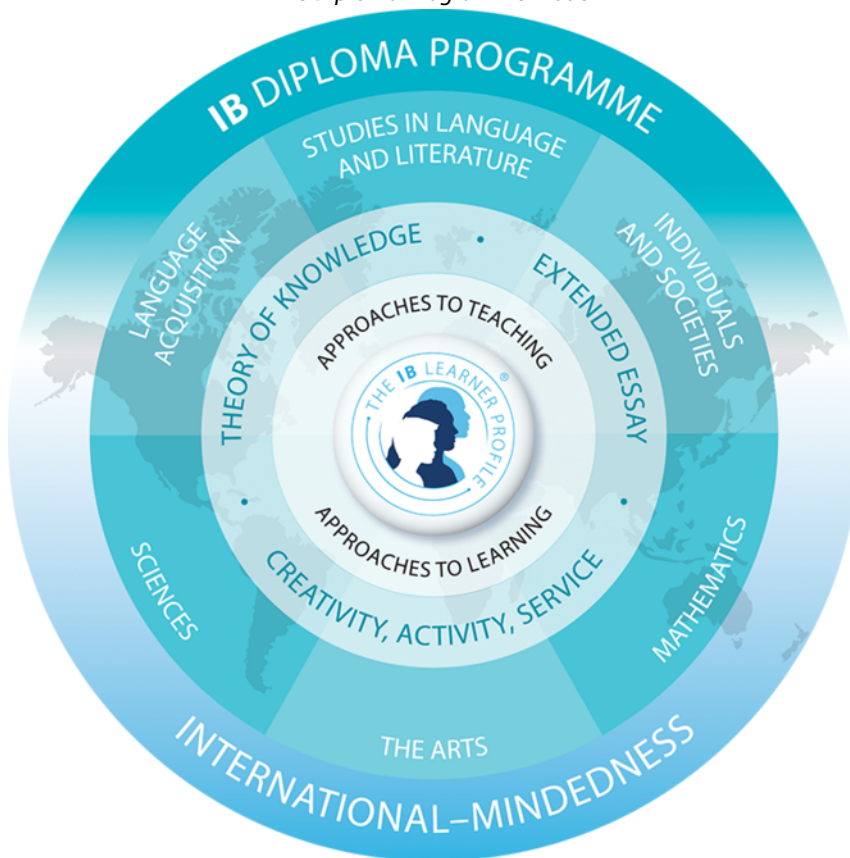 IB DIPLOMA PROGRAMME
STUDIES IN LANGUAGE
AND LITERATURE
LANGUAGE
ACQUISITION
INDIVIDUALS
AND SOCIETIES
THEORY OF KNOWLEDGE
•
EXTENDED ESSAY
APPROACHES TO TEACHING
THE IB LEARNER PROFILE
®
APPROACHES TO LEARNING
•
CREATIVITY, ACTIVITY, SERVICE
•
SCIENCES
MATHEMATICS
THE ARTS
INTERNATIONAL–MINDEDNESS